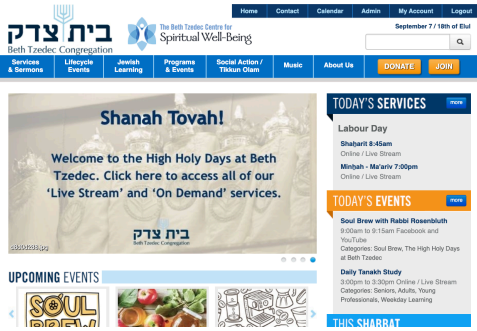 Home Contact Calendar Admin My Account Logout
בית צדק
Beth Tzedec Congregation
The Beth Tzedec Centre for
Spiritual Well-Being
September 7 / 18th of Elul
Services & Sermons
Lifecycle Events
Jewish Learning
Programs & Events
Social Action / Tikkun Olam
Music
About Us
DONATE
JOIN
Shanah Tovah!
Welcome to the High Holy Days at Beth
Tzedec. Click here to access all of our
‘Live Stream’ and ‘On Demand’ services.
בית צדק
Beth Tzedec Congregation
UPCOMING EVENTS
SOUL
BREW
TODAY'S SERVICES more
Labour Day
Shaḥarit 8:45am
Online / Live Stream
Minḥah - Ma'ariv 7:00pm
Online / Live Stream
TODAY'S EVENTS more
Soul Brew with Rabbi Rosenbluth
9:00am to 9:15am Facebook and
YouTube
Categories: Soul Brew, The High Holy Days
at Beth Tzedec
Daily Tanakh Study
3:00pm to 3:30pm Online / Live Stream
Categories: Seniors, Adults, Young
Professionals, Weekday Learning
THIS SHABBAT